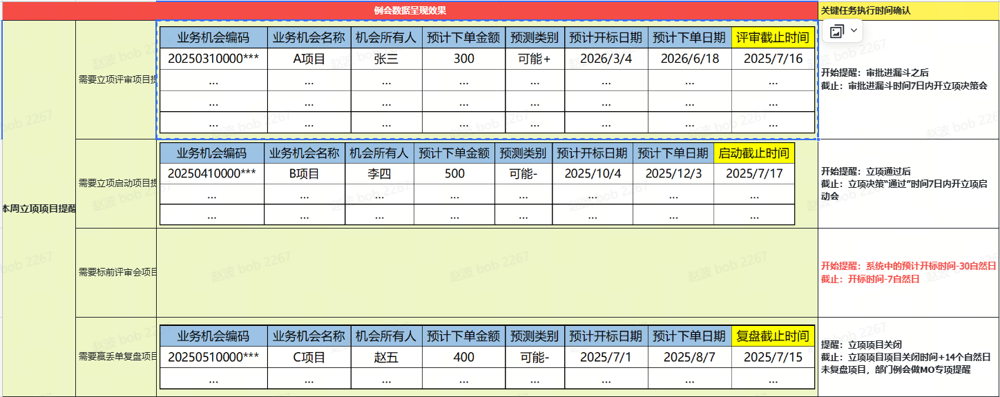 例会数据呈现效果 关键任务执行时间确认
本周立项项目提醒
需要立项评审项目提
业务机会编码 业务机会名称 机会所有人 预计下单金额 预测类别 预计开标日期 预计下单日期 评审截止时间
20250310000*** A项目 张三 300 可能+ 2026/3/4 2026/6/18 2025/7/16
... ... ... ... ... ... ... ...
... ... ... ... ... ... ... ...
... ... ... ... ... ... ... ...
开始提醒：审批进漏斗之后
截止：审批进漏斗时间7日内开立项决策会
需要立项启动项目提
业务机会编码 业务机会名称 机会所有人 预计下单金额 预测类别 预计开标日期 预计下单日期 启动截止时间
20250410000*** B项目 李四 500 可能- 2025/10/4 2025/12/3 2025/7/17
... ... ... ... ... ... ... ...
... ... ... ... ... ... ... ...
开始提醒：立项通过后
截止：立项决策“通过”时间7日内开立项启
动会
需要标前评审会项目
开始提醒：系统中的预计开标时间-30自然日
截止：开标时间-7自然日
需要赢丢单复盘项目
业务机会编码 业务机会名称 机会所有人 预计下单金额 预测类别 预计开标日期 预计下单日期 复盘截止时间
20250510000*** C项目 赵五 400 可能- 2025/7/1 2025/8/7 2025/7/15
... ... ... ... ... ... ... ...
提醒：立项项目关闭
截止：立项项目项目关闭时间+14个自然日
未复盘项目，部门例会做MO专项提醒
赵波 bob 2267